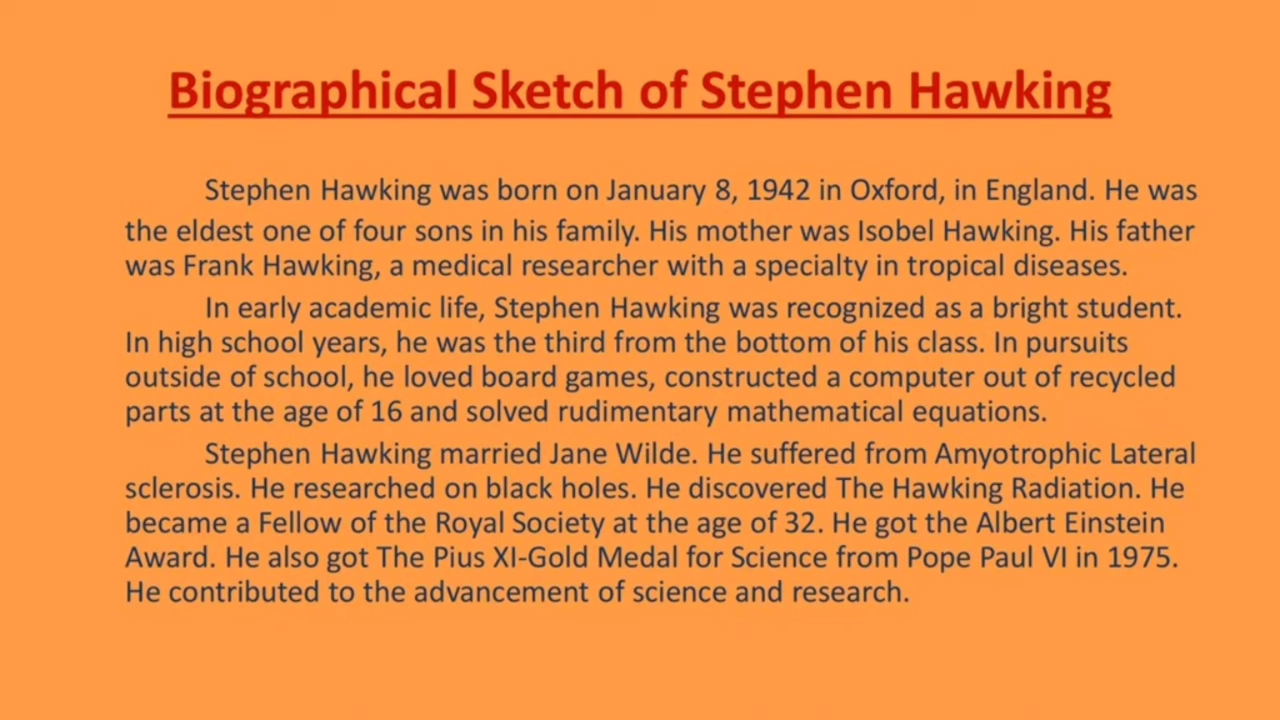 Biographical Sketch of Stephen Hawking
Stephen Hawking was born on January 8, 1942 in Oxford, in England. He was
the eldest one of four sons in his family. His mother was Isobel Hawking. His father
was Frank Hawking, a medical researcher with a specialty in tropical diseases.
In early academic life, Stephen Hawking was recognized as a bright student.
In high school years, he was the third from the bottom of his class. In pursuits
outside of school, he loved board games, constructed a computer out of recycled
parts at the age of 16 and solved rudimentary mathematical equations.
Stephen Hawking married Jane Wilde. He suffered from Amyotrophic Lateral
sclerosis. He researched on black holes. He discovered The Hawking Radiation. He
became a Fellow of the Royal Society at the age of 32. He got the Albert Einstein
Award. He also got The Pius XI-Gold Medal for Science from Pope Paul VI in 1975.
He contributed to the advancement of science and research.